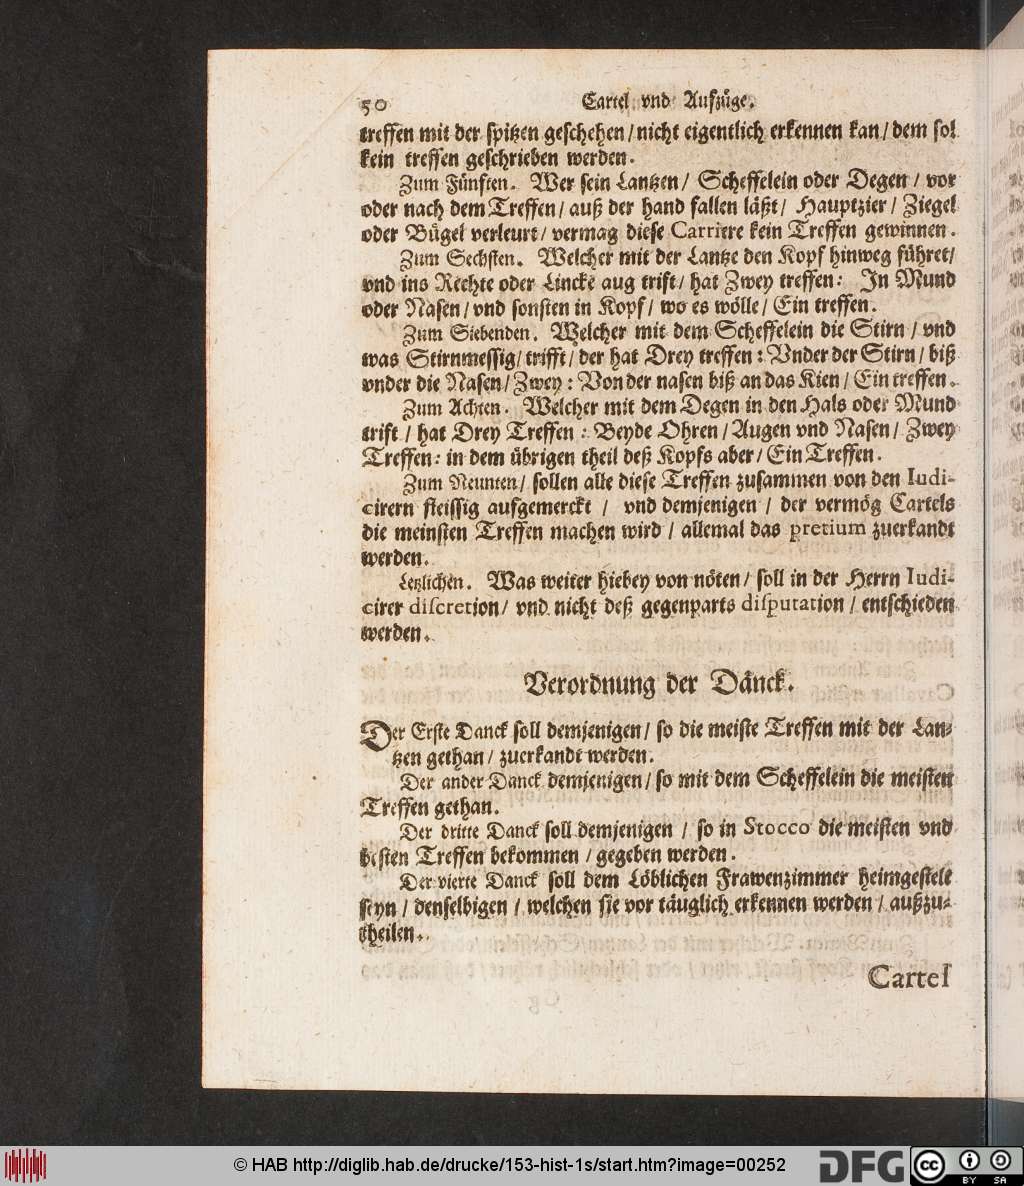 50 Cartel vnd Aufzüge.
treffen mit der spitzen geschehen / nicht eigentlich erkennen kan / dem sol
kein treffen geschrieben werden.
Zum Fünften. Wer sein Lantzen / Scheffelein oder Degen / vor
oder nach dem Treffen / auß der hand fallen läßt / Hauptzier / Ziegel
oder Bügel verleurt / vermag diese Carriere kein Treffen gewinnen.
Zum Sechsten. Welcher mit der Lantze den Kopf hinweg führet /
vnd ins Rechte oder Lincke aug trift / hat Zwey treffen: In Mund
oder Nasen / vnd sonsten in Kopf / wo es wölle / Ein treffen.
Zum Siebenden. Welcher mit dem Scheffelein die Stirn / vnd
was Stirnmessig / trifft / der hat Drey treffen: Vnder der Stirn / biß
vnder die Nasen / Zwey: Von der nasen biß an das Kien / Ein treffen.
Zum Achten. Welcher mit dem Degen in den Hals oder Mund
trift / hat Drey Treffen: Beyde Ohren / Augen vnd Nasen / Zwey
Treffen: in dem übrigen theil deß Kopfs aber / Ein Treffen.
Zum Neunten / sollen alle diese Treffen zusammen von den Iudi-
cirern fleissig aufgemerckt / vnd demjenigen / der vermög Cartels
die meinsten Treffen machen wird / allemal das pretium zuerkandt
werden.
Letzlichen. Was weiter hiebey von nöten / soll in der Herrn Iudi-
cirer discretion / vnd nicht deß gegenparts disputation / entschieden
werden.
Verordnung der Dänck.
Der Erste Danck soll demjenigen / so die meiste Treffen mit der Lan-
tzen gethan / zuerkandt werden.
Der ander Danck demjenigen / so mit dem Scheffelein die meisten
Treffen gethan.
Der dritte Danck soll demjenigen / so in Stocco die meisten vnd
besten Treffen bekommen / gegeben werden.
Der vierte Danck soll dem Löblichen Frawenzimmer heimgestelt
seyn / denselbigen / welchen sie vor täuglich erkennen werden / außzu-
theilen.
Cartel
© HAB http://diglib.hab.de/drucke/153-hist-1s/start.htm?image=00252
DFG
cc BY SA